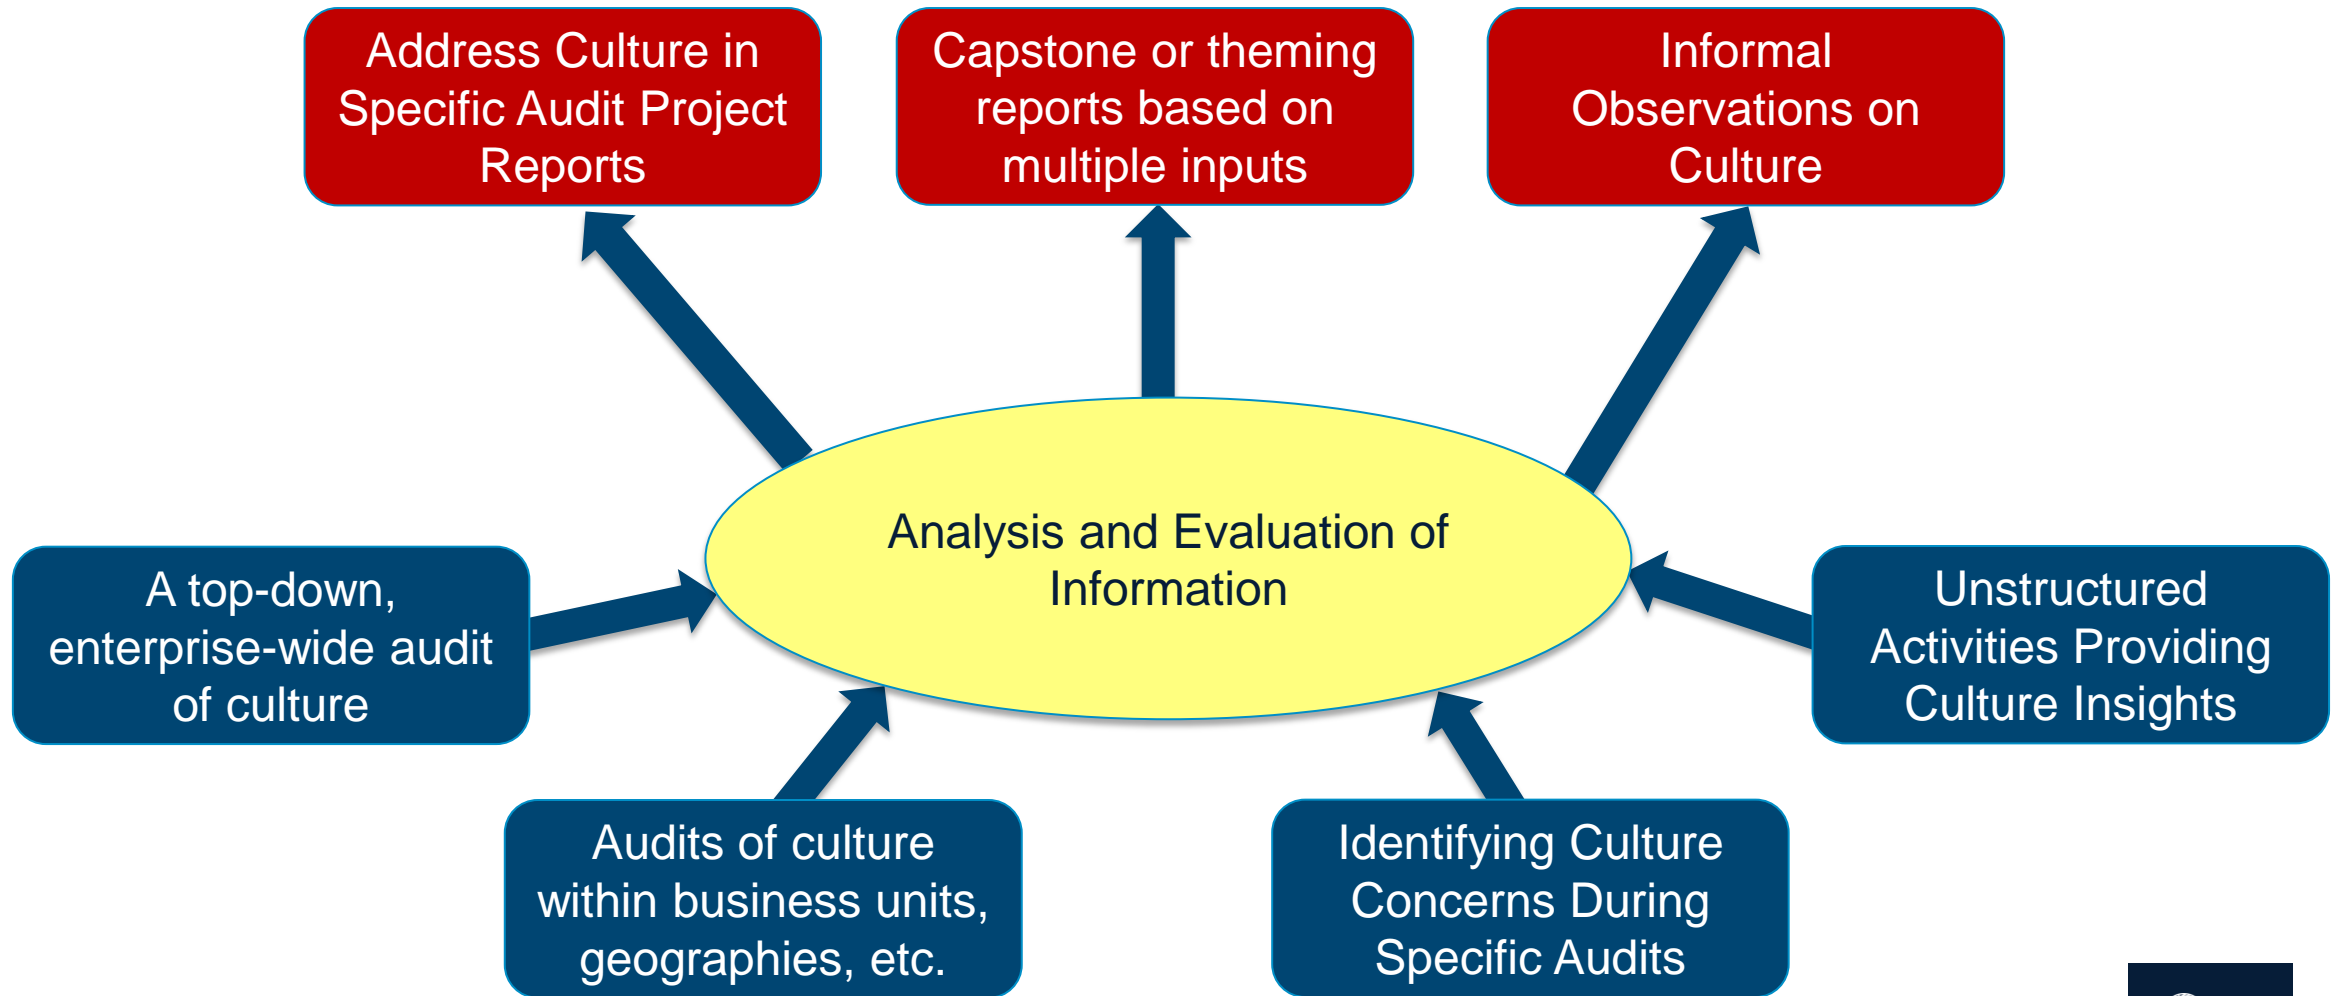 Address Culture in
Specific Audit Project
Reports
Capstone or theming
reports based on
multiple inputs
Informal
Observations on
Culture
Analysis and Evaluation of
Information
A top-down,
enterprise-wide audit
of culture
Unstructured
Activities Providing
Culture Insights
Audits of culture
within business units,
geographies, etc.
Identifying Culture
Concerns During
Specific Audits